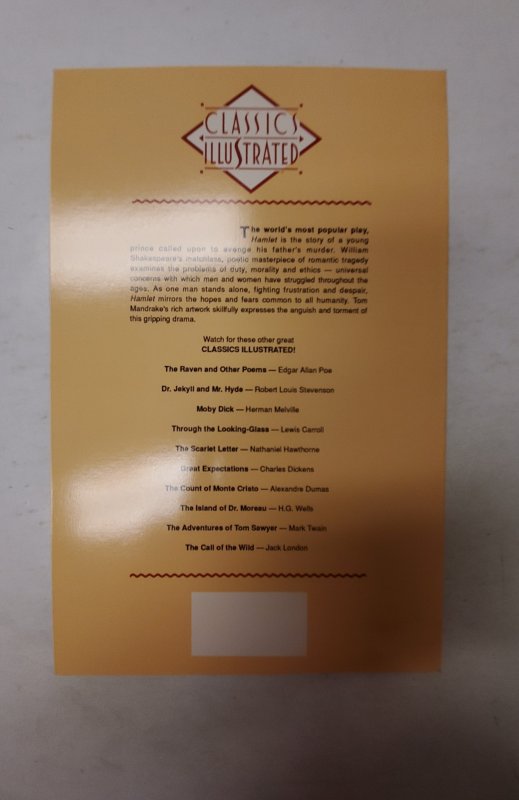 CLASSICS
ILLUSTRATED
The world's most popular play,
Hamlet is the story of a young
prince called upon to avenge his father's murder. William
Shakespeare's matchless, poetic masterpiece of romantic tragedy
examines the problems of duty, morality and ethics — universal
concerns with which men and women have struggled throughout the
ages. As one man stands alone, fighting frustration and despair,
Hamlet mirrors the hopes and fears common to all humanity. Tom
Mandrake's rich artwork skillfully expresses the anguish and torment of
this gripping drama.
Watch for these other great
CLASSICS ILLUSTRATED!
The Raven and Other Poems — Edgar Allan Poe
Dr. Jekyll and Mr. Hyde — Robert Louis Stevenson
Moby Dick — Herman Melville
Through the Looking-Glass — Lewis Carroll
The Scarlet Letter — Nathaniel Hawthorne
Great Expectations — Charles Dickens
The Count of Monte Cristo — Alexandre Dumas
The Island of Dr. Moreau — H.G. Wells
The Adventures of Tom Sawyer — Mark Twain
The Call of the Wild — Jack London